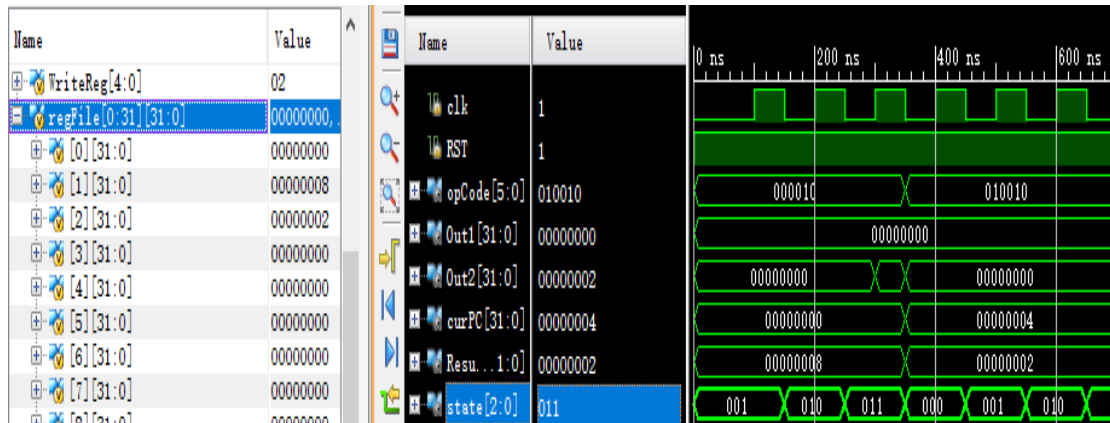 Name Value
WriteReg[4:0] 02
regFile[0:31][31:0] 00000000,.
[0][31:0] 00000000
[1][31:0] 00000008
[2][31:0] 00000002
[3][31:0] 00000000
[4][31:0] 00000000
[5][31:0] 00000000
[6][31:0] 00000000
[7][31:0] 00000000
Name Value
clk 1
RST 1
opCode[5:0] 010010
Out1[31:0] 00000000
Out2[31:0] 00000002
curPC[31:0] 00000004
Resu...1:0] 00000002
state[2:0] 011
0 ns 200 ns 400 ns 600 ns
000010 010010
00000000
00000000 00000000
00000000 00000004
00000008 00000002
001 010 011 000 001 010